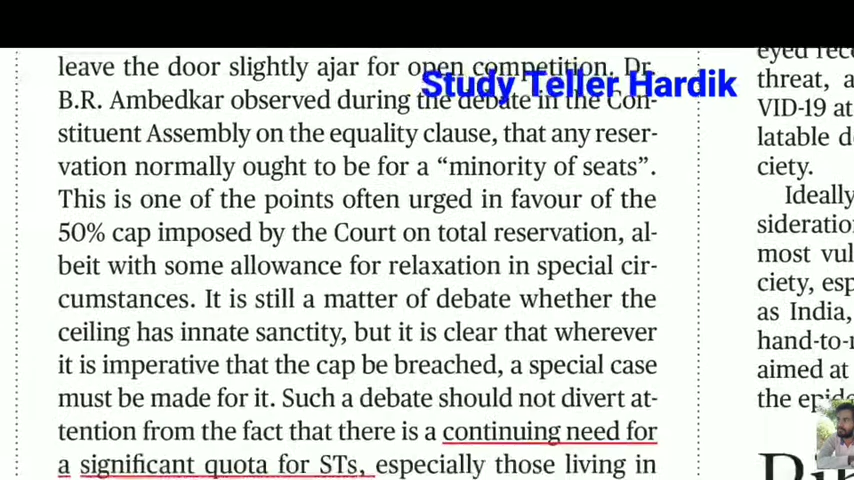 leave the door slightly ajar for open competition. Dr.
Study Teller Hardik
B.R. Ambedkar observed during the debate in the Con-
stituent Assembly on the equality clause, that any reser-
vation normally ought to be for a “minority of seats”.
This is one of the points often urged in favour of the
50% cap imposed by the Court on total reservation, al-
beit with some allowance for relaxation in special cir-
cumstances. It is still a matter of debate whether the
ceiling has innate sanctity, but it is clear that wherever
it is imperative that the cap be breached, a special case
must be made for it. Such a debate should not divert at-
tention from the fact that there is a continuing need for
a significant quota for STs, especially those living in
threat, a
VID-19 at
latable d
ciety.
Ideally
sideration
most vul
ciety, esp
as India,
hand-to-
aimed at
the epid